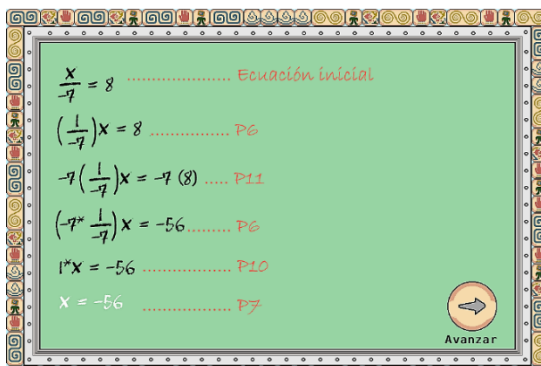 x/-7 = 8 .................... Ecuación inicial
(1/-7)x = 8 ................ P6
-7(1/-7)x = -7 (8) ..... P11
(-7* 1/-7)x = -56......... P6
1*x = -56 .................. P10
x = -56 .................. P7
Avanzar